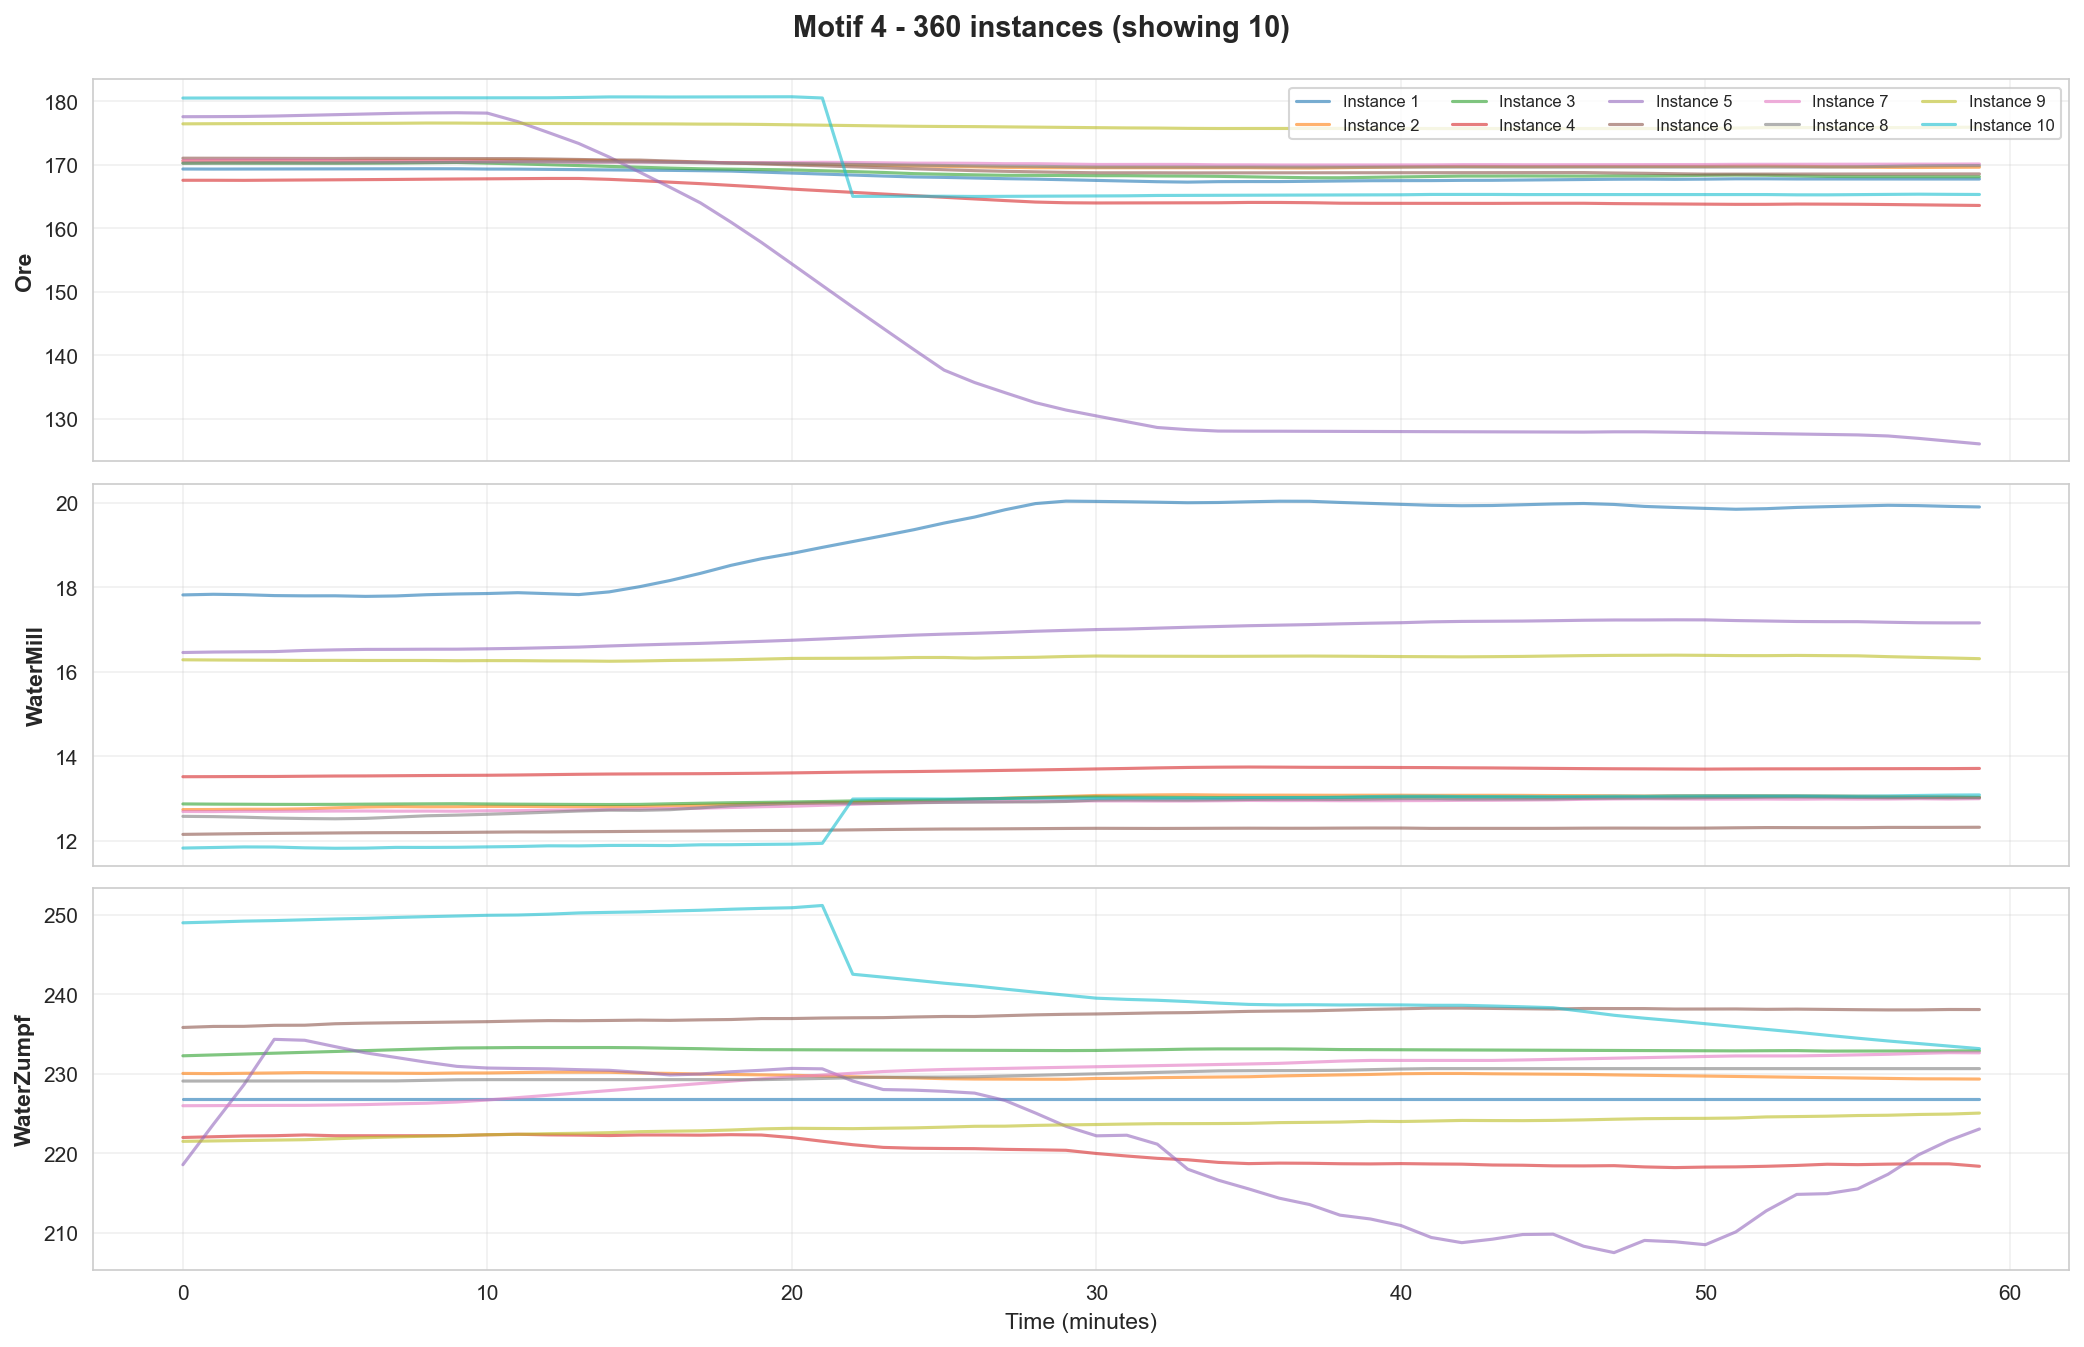 Motif 4 - 360 instances (showing 10)
Instance 1 Instance 3 Instance 5 Instance 7 Instance 9
Instance 2 Instance 4 Instance 6 Instance 8 Instance 10
Ore
180
170
160
150
140
130
WaterMill
20
18
16
14
12
WaterZumpf
250
240
230
220
210
0 10 20 30 40 50 60
Time (minutes)